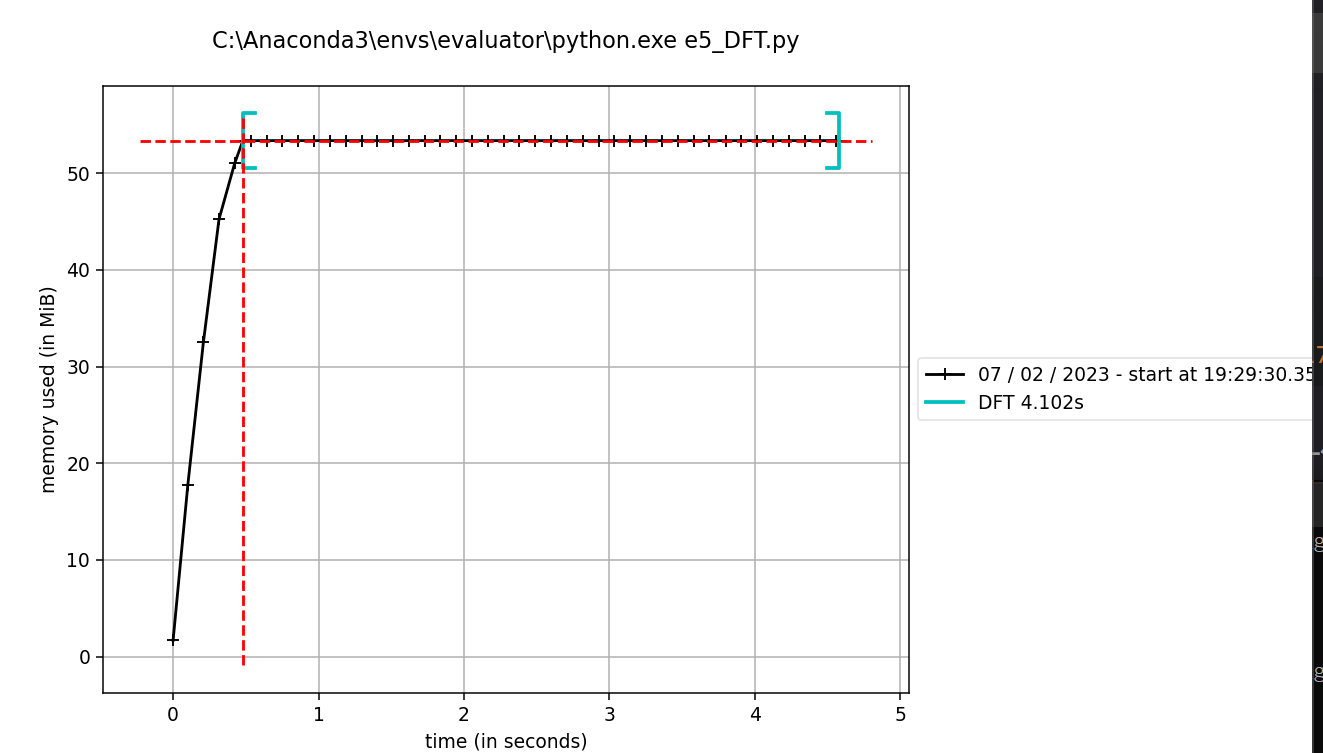 C:\Anaconda3\envs\evaluator\python.exe e5_DFT.py
memory used (in MiB)
50
40
30
20
10
0
0 1 2 3 4 5
time (in seconds)
07 / 02 / 2023 - start at 19:29:30.35
DFT 4.102s